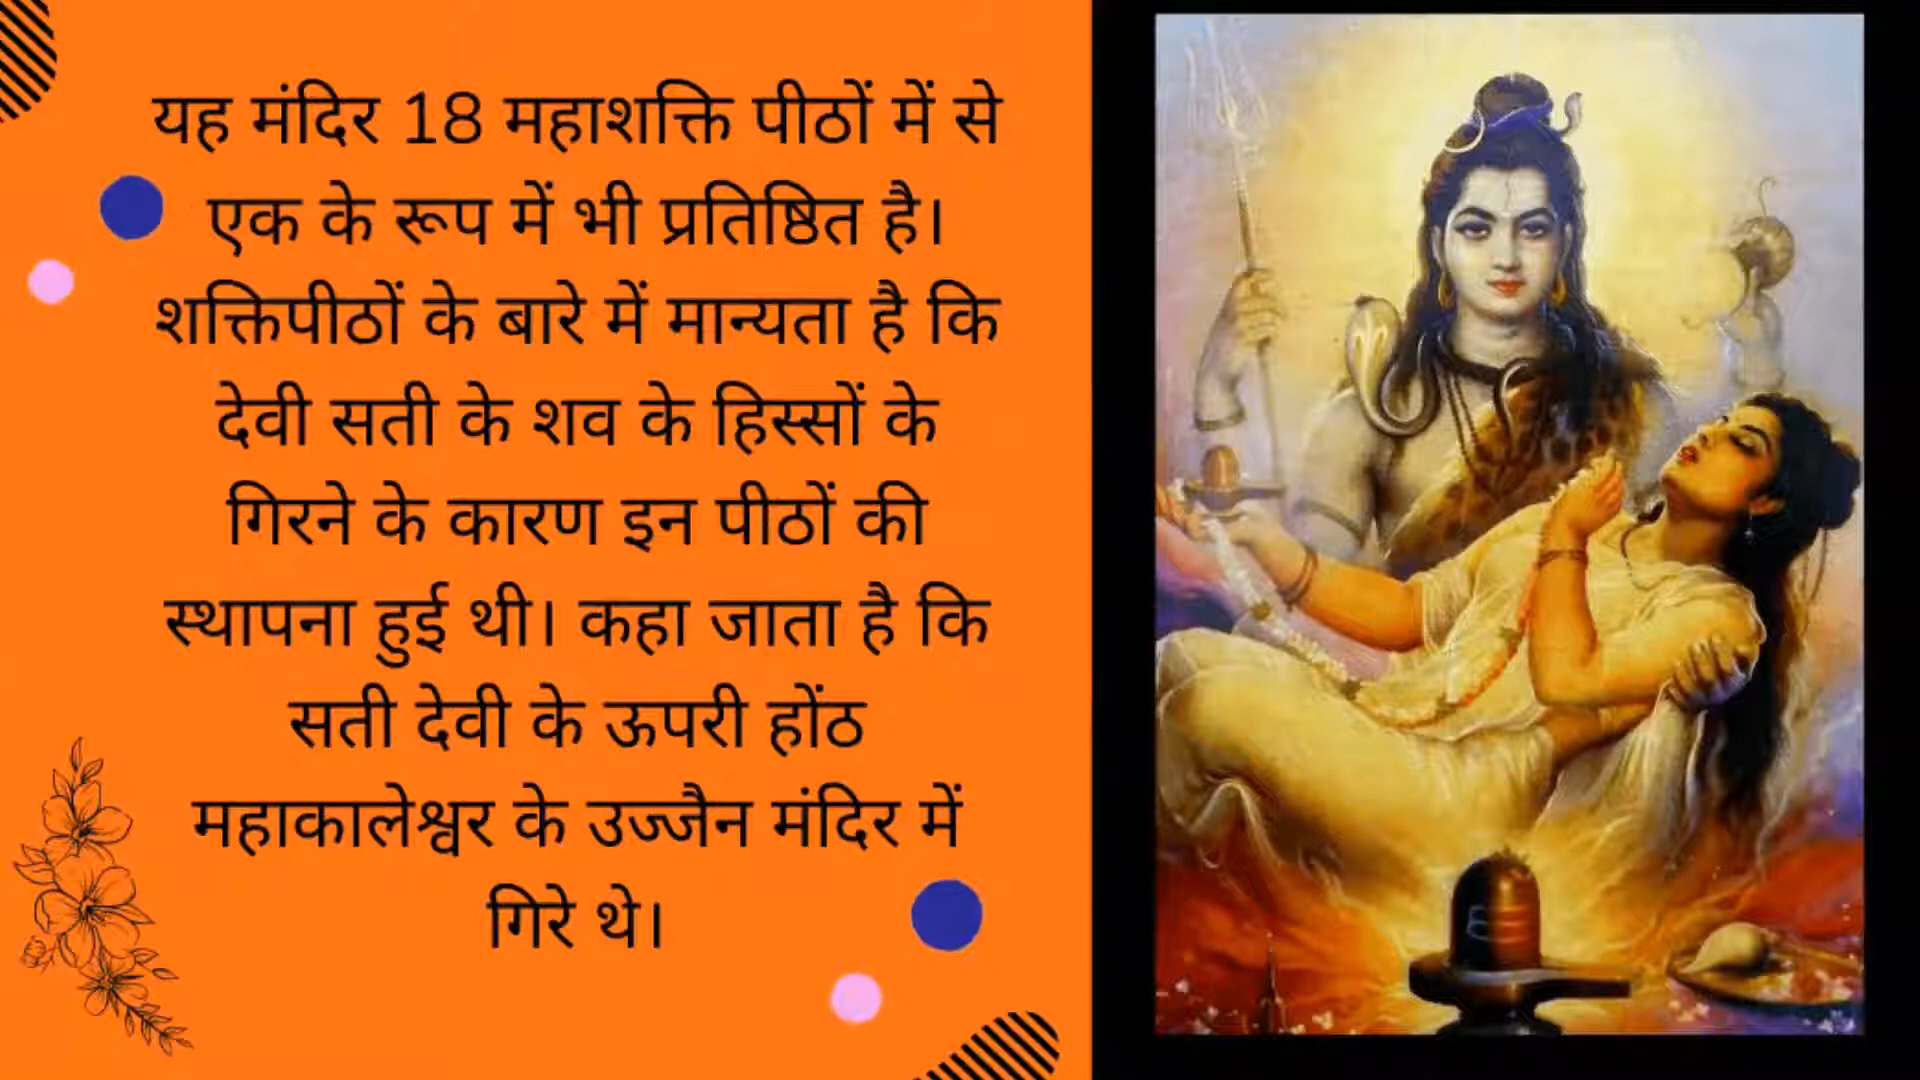 यह मंदिर 18 महाशक्ति पीठों में से
एक के रूप में भी प्रतिष्ठित है।
शक्तिपीठों के बारे में मान्यता है कि
देवी सती के शव के हिस्सों के
गिरने के कारण इन पीठों की
स्थापना हुई थी। कहा जाता है कि
सती देवी के ऊपरी होंठ
महाकालेश्वर के उज्जैन मंदिर में
गिरे थे।